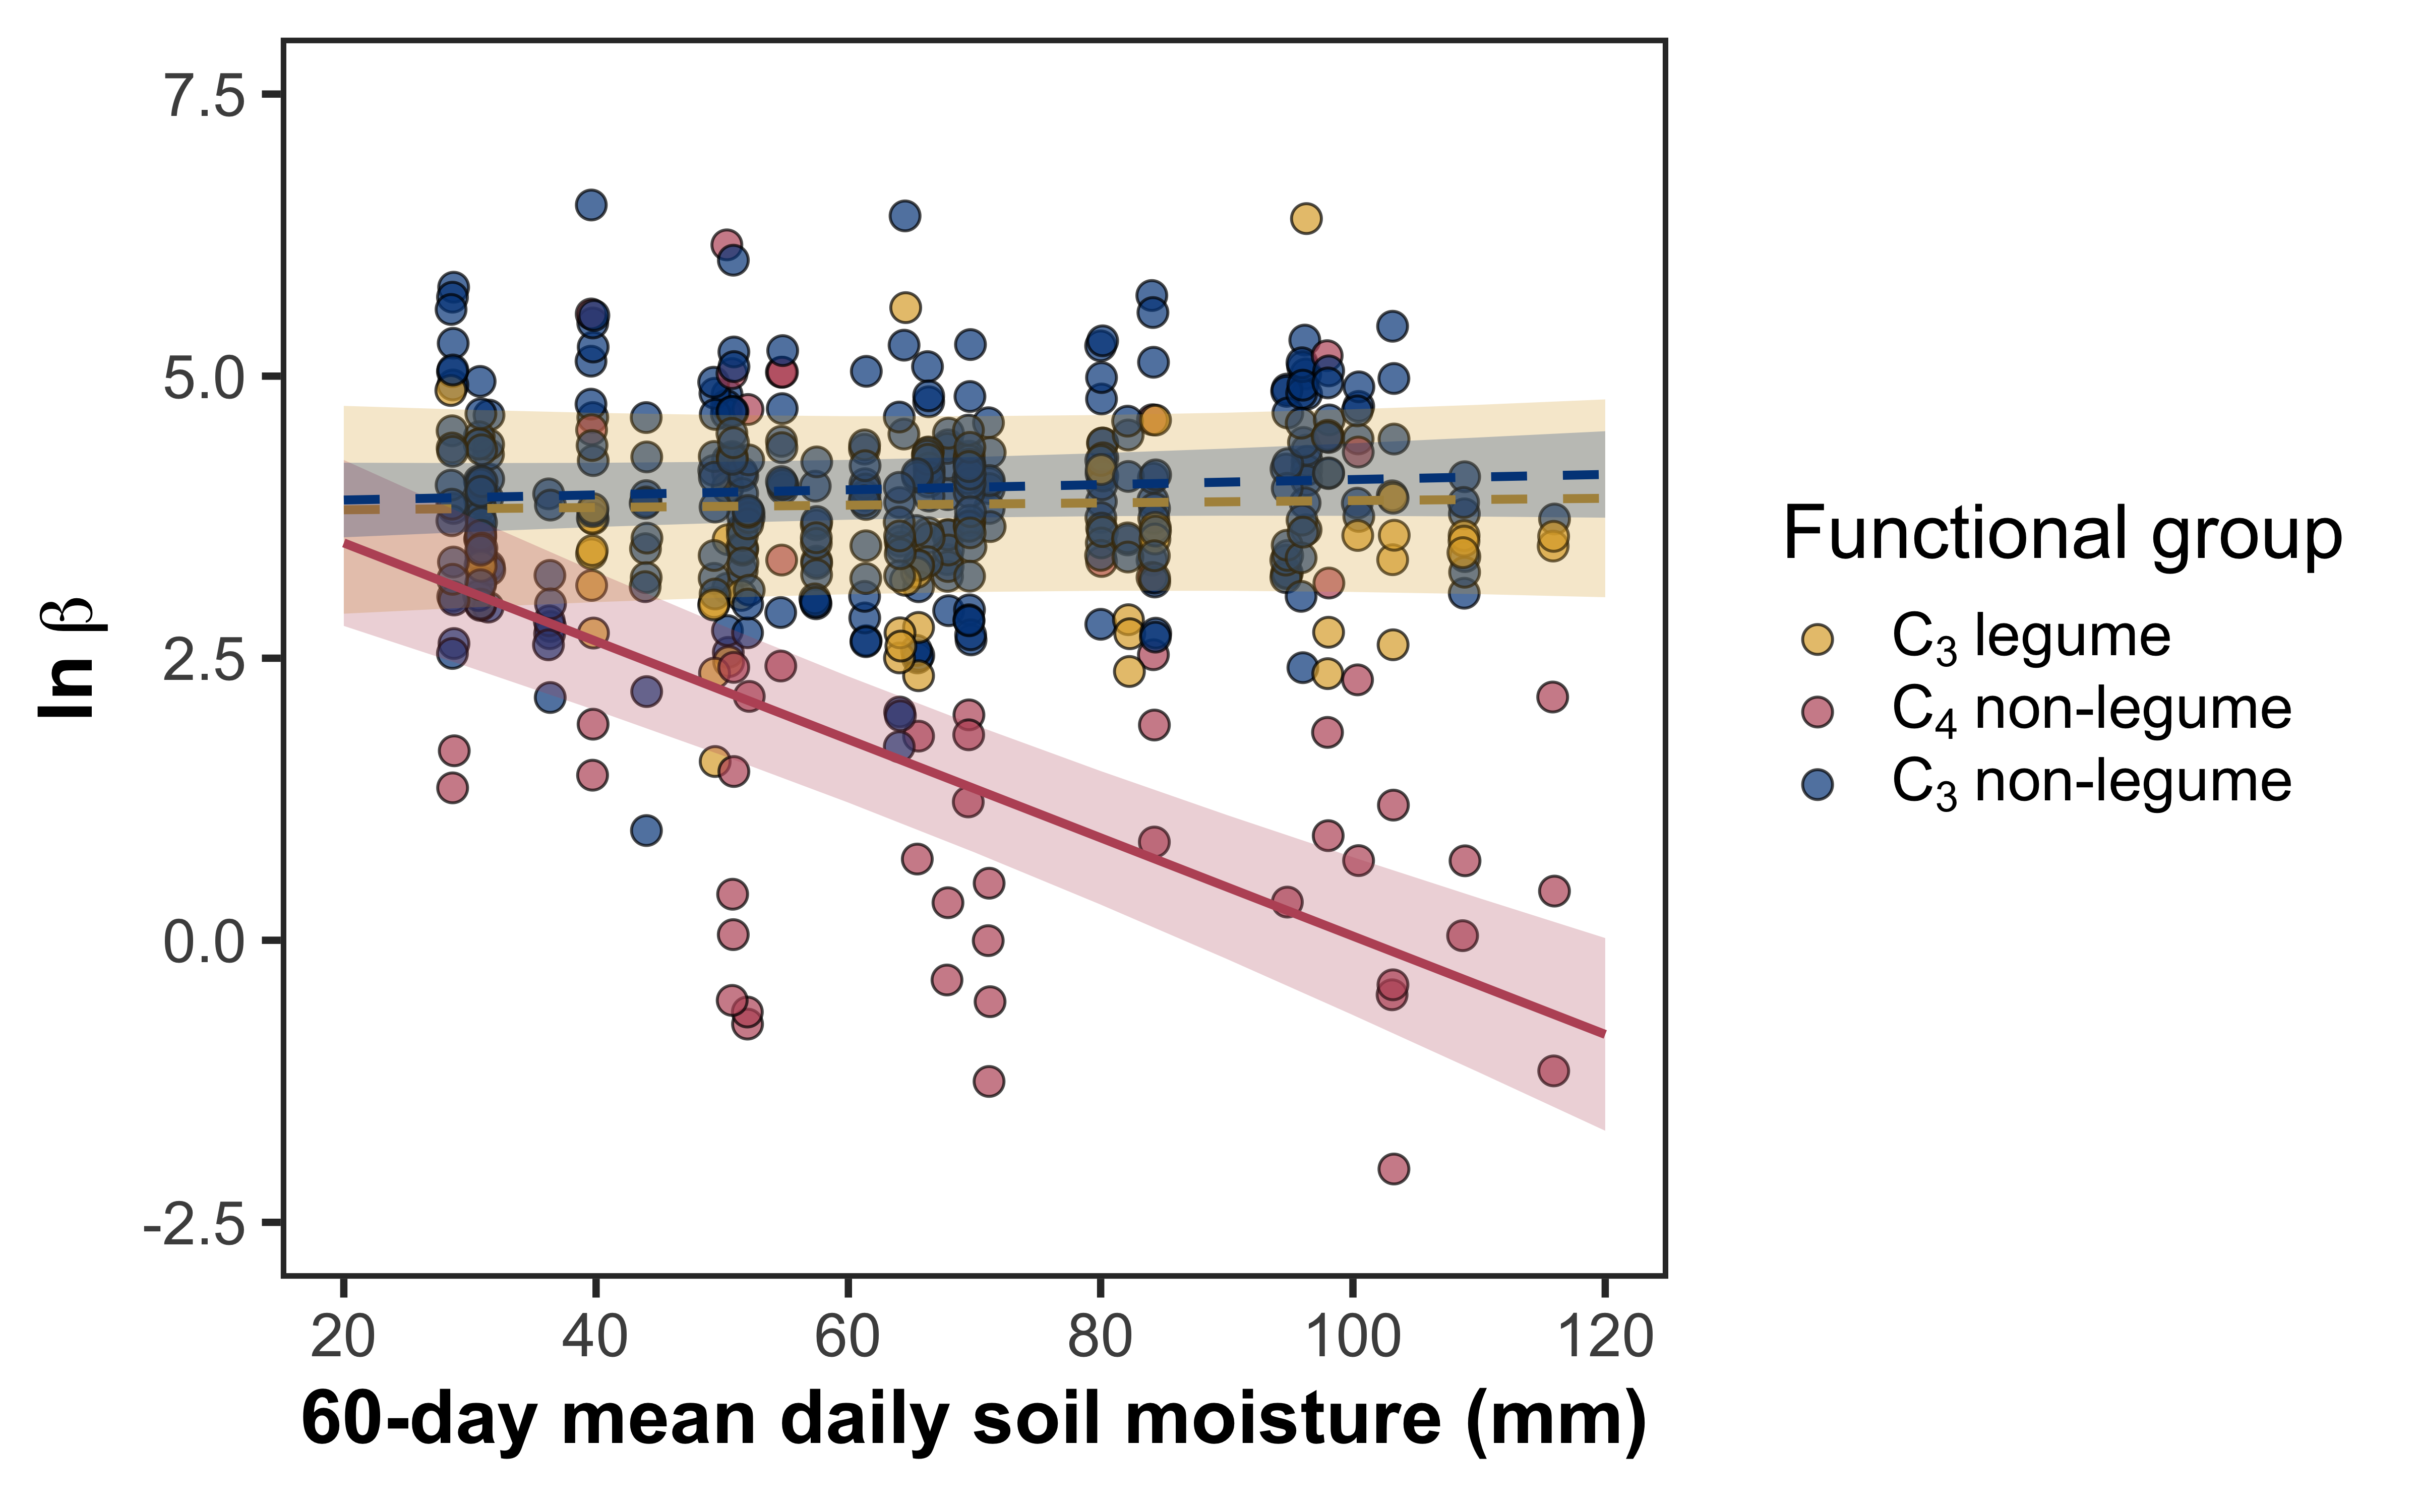 7.5
5.0
2.5
0.0
-2.5
ln β
20 40 60 80 100 120
60-day mean daily soil moisture (mm)
Functional group
C₃ legume
C₄ non-legume
C₃ non-legume